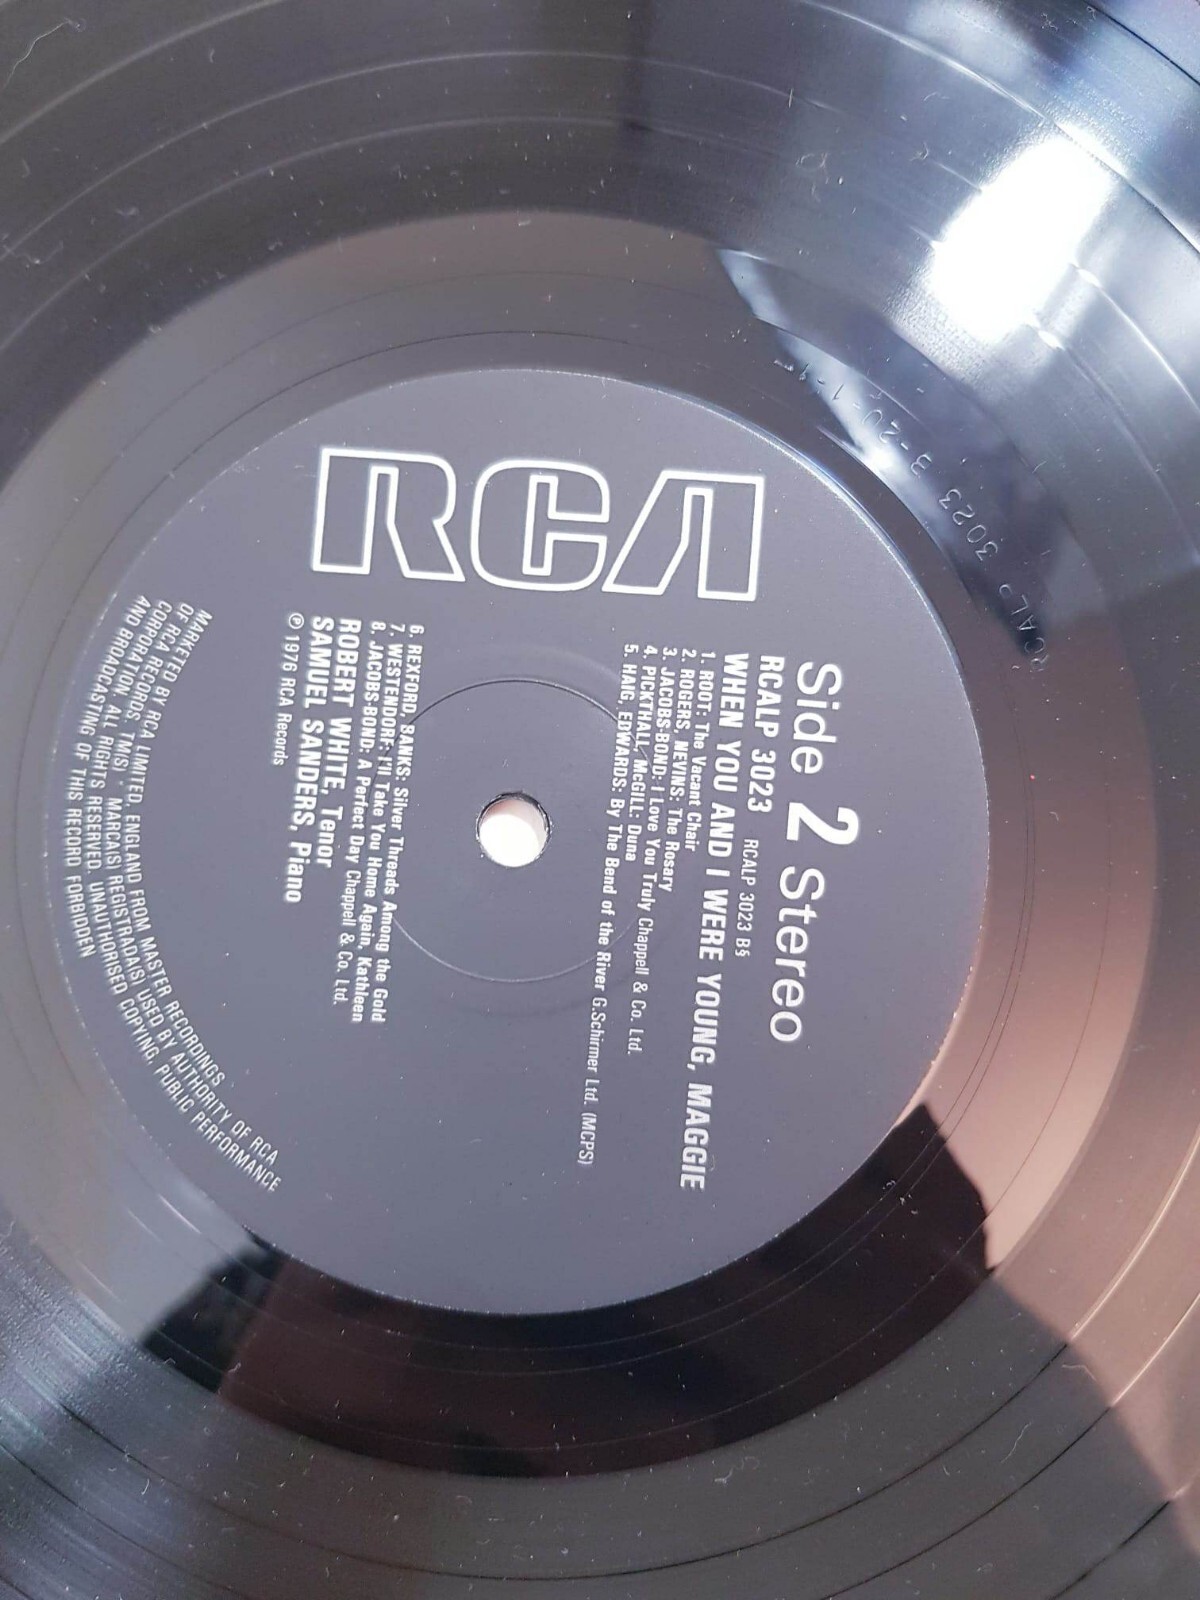 RCA
Side 2 Stereo
RCALP 3023 RCALP 3023 B§
WHEN YOU AND I WERE YOUNG, MAGGIE
1. ROOT: The Vacant Chair
2. ROGERS, NEVINS: The Rosary
3. JACOBS-BOND: I Love You Truly Chappell & Co. Ltd.
4. PICKTHALL, McGILL: Duna
5. HAIG, EDWARDS: By The Bend of the River G.Schirmer Ltd. (MCPS)
6. REXFORD, BANKS: Silver Threads Among the Gold
7. WESTENDORF: I'll Take You Home Again, Kathleen
8. JACOBS-BOND: A Perfect Day Chappell & Co. Ltd.
ROBERT WHITE, Tenor
SAMUEL SANDERS, Piano
℗ 1976 RCA Records
MARKETED BY RCA LIMITED, ENGLAND FROM MASTER RECORDINGS
OF RCA RECORDS. TM(S) ® MARCA(S) REGISTRADA(S) USED BY AUTHORITY OF RCA
CORPORATION. ALL RIGHTS RESERVED. UNAUTHORISED COPYING, PUBLIC PERFORMANCE
AND BROADCASTING OF THIS RECORD FORBIDDEN
RCALP 3023